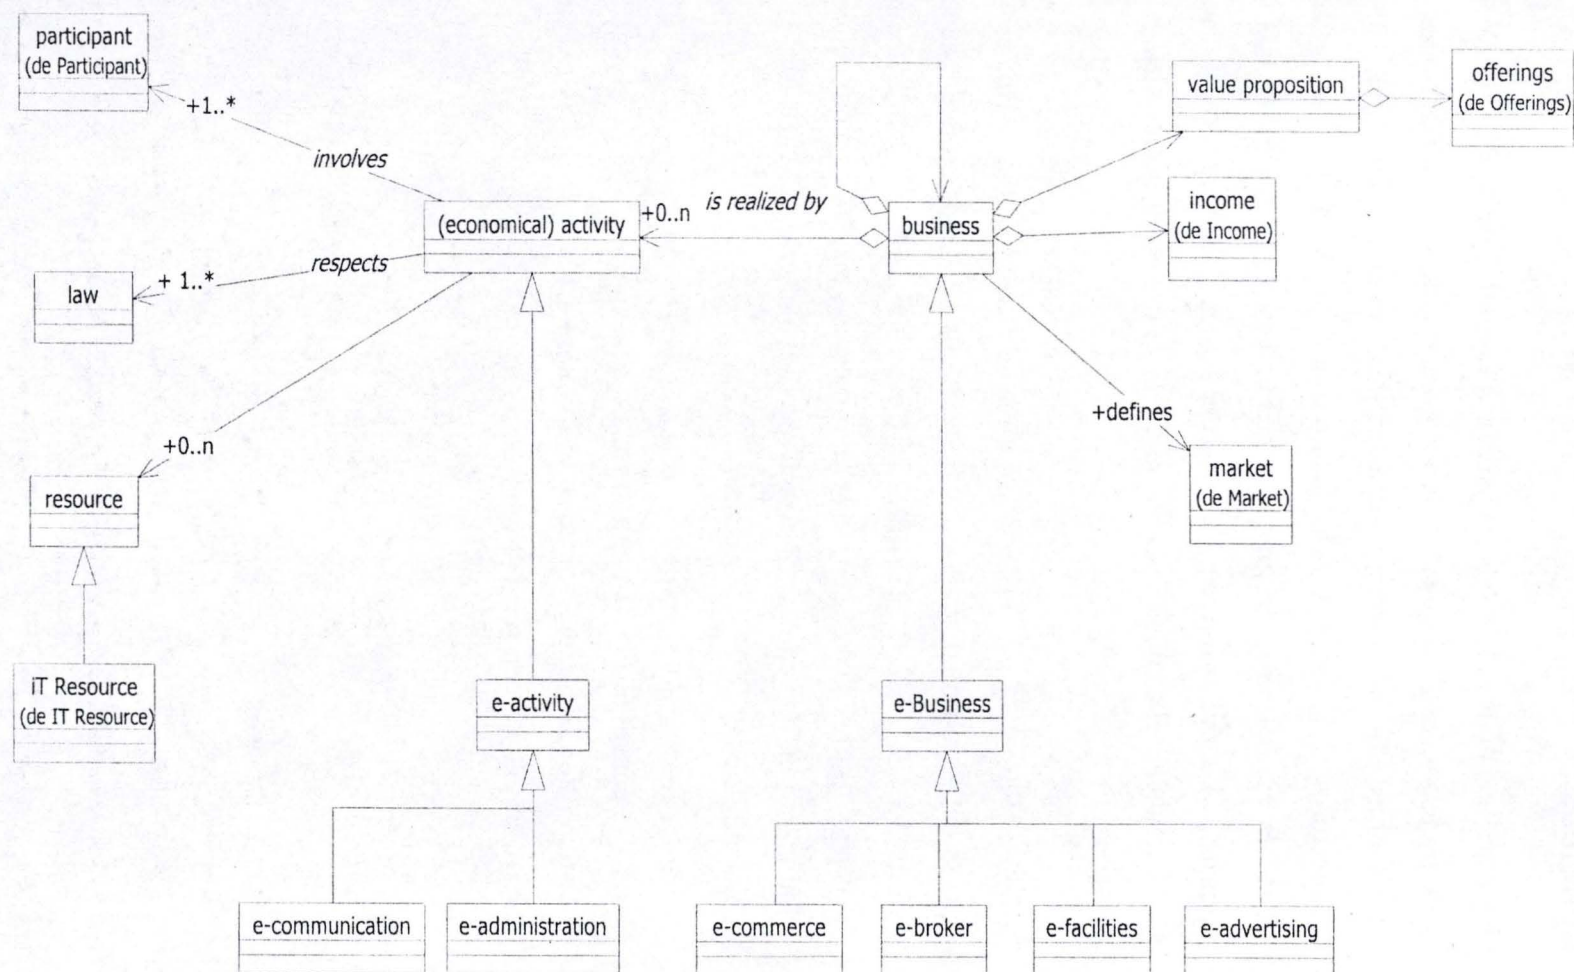 participant
(de Participant)
value proposition
offerings
(de Offerings)
+1..*
involves
income
(de Income)
(economical) activity
+0..n
is realized by
business
law
+ 1..*
respects
+defines
+0..n
market
(de Market)
resource
iT Resource
(de IT Resource)
e-activity
e-Business
e-communication
e-administration
e-commerce
e-broker
e-facilities
e-advertising